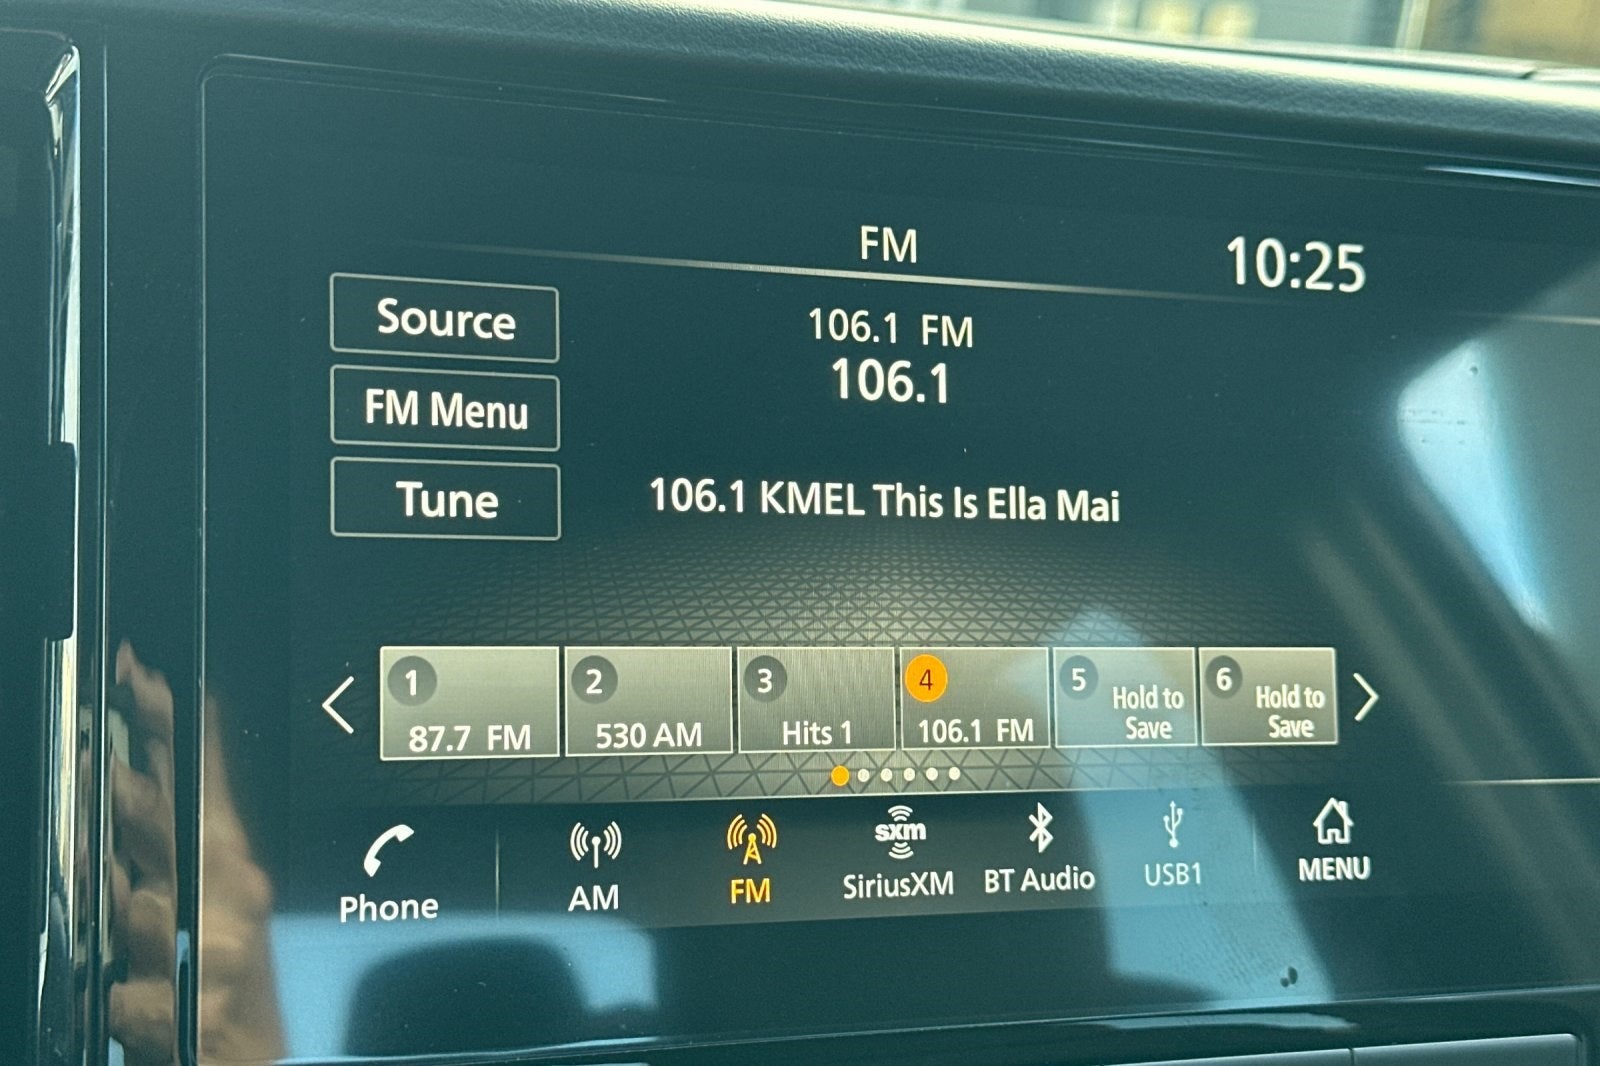 FM
10:25
Source
106.1 FM
106.1
FM Menu
Tune
106.1 KMEL This Is Ella Mai
1
87.7 FM
2
530 AM
3
Hits 1
4
106.1 FM
5
Hold to
Save
6
Hold to
Save
Phone
AM
FM
sxm
SiriusXM
BT Audio
USB1
MENU